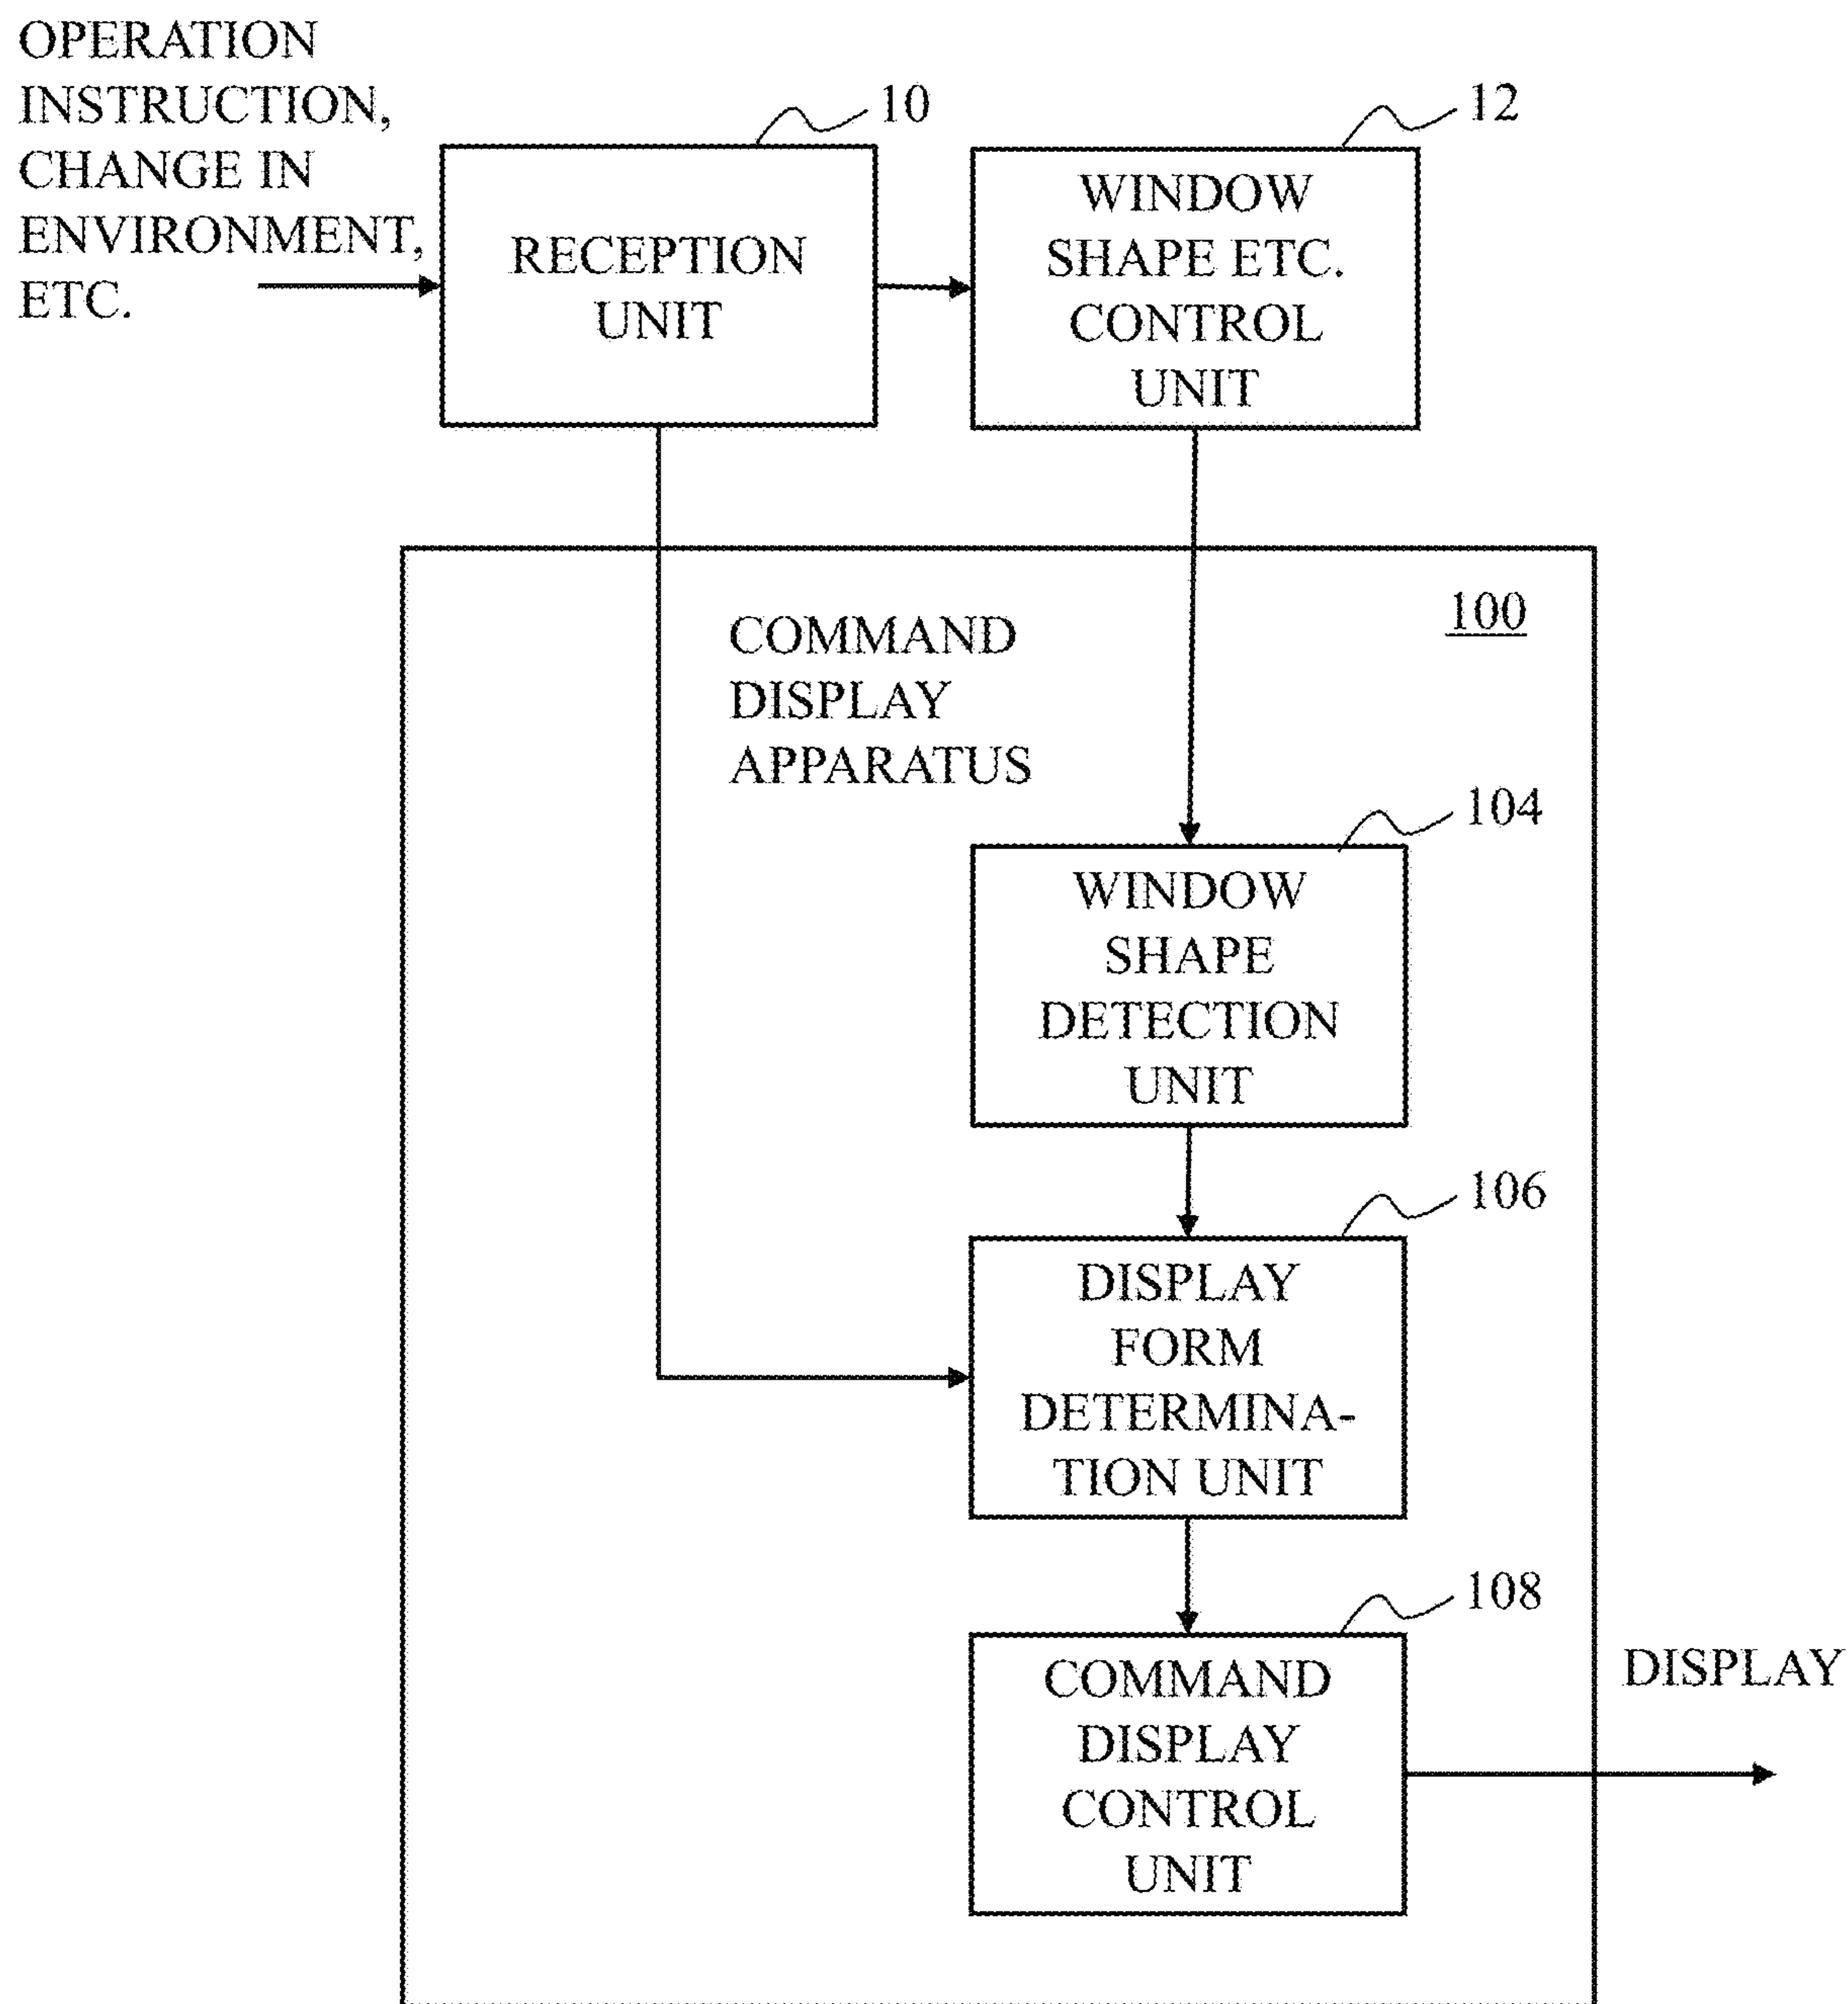 OPERATION
INSTRUCTION,
CHANGE IN
ENVIRONMENT,
ETC.
10
RECEPTION
UNIT
12
WINDOW
SHAPE ETC.
CONTROL
UNIT
100
COMMAND
DISPLAY
APPARATUS
104
WINDOW
SHAPE
DETECTION
UNIT
106
DISPLAY
FORM
DETERMINA-
TION UNIT
108
COMMAND
DISPLAY
CONTROL
UNIT
DISPLAY